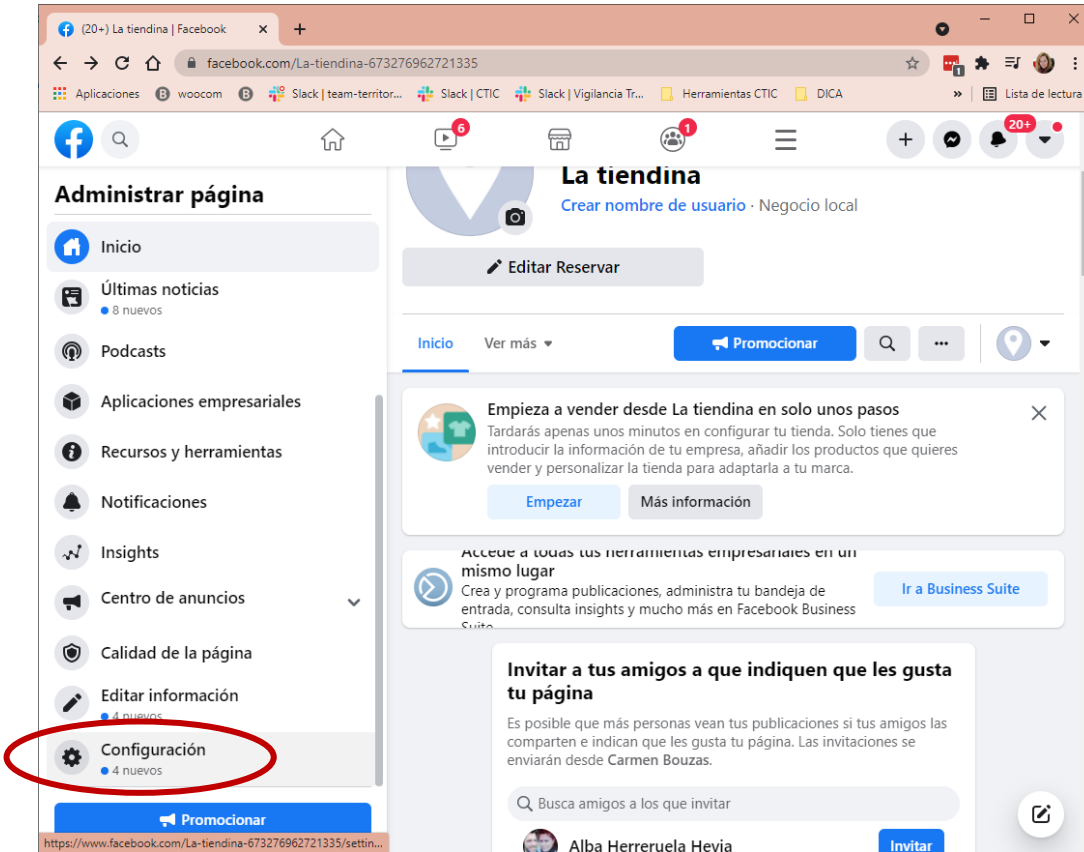 (20+) La tiendina | Facebook
facebook.com/La-tiendina-673276962721335
1
Aplicaciones
woocom
Slack | team-territor...
Slack | CTIC
Slack | Vigilancia Tr...
Herramientas CTIC
DICA
»
Lista de lectura
6
1
20+
Administrar página
Inicio
Últimas noticias
8 nuevos
Podcasts
Aplicaciones empresariales
Recursos y herramientas
Notificaciones
Insights
Centro de anuncios
Calidad de la página
Editar información
4 nuevos
Configuración
4 nuevos
Promocionar
https://www.facebook.com/La-tiendina-673276962721335/settin...
La tiendina
Crear nombre de usuario · Negocio local
Editar Reservar
Inicio
Ver más
Promocionar
Empieza a vender desde La tiendina en solo unos pasos
Tardarás apenas unos minutos en configurar tu tienda. Solo tienes que
introducir la información de tu empresa, añadir los productos que quieres
vender y personalizar la tienda para adaptarla a tu marca.
Empezar
Más información
Accede a todas tus herramientas empresariales en un
mismo lugar
Crea y programa publicaciones, administra tu bandeja de
entrada, consulta insights y mucho más en Facebook Business
Suite
Ir a Business Suite
Invitar a tus amigos a que indiquen que les gusta
tu página
Es posible que más personas vean tus publicaciones si tus amigos las
comparten e indican que les gusta tu página. Las invitaciones se
enviarán desde Carmen Bouzas.
Busca amigos a los que invitar
Alba Herreruela Hevia
Invitar